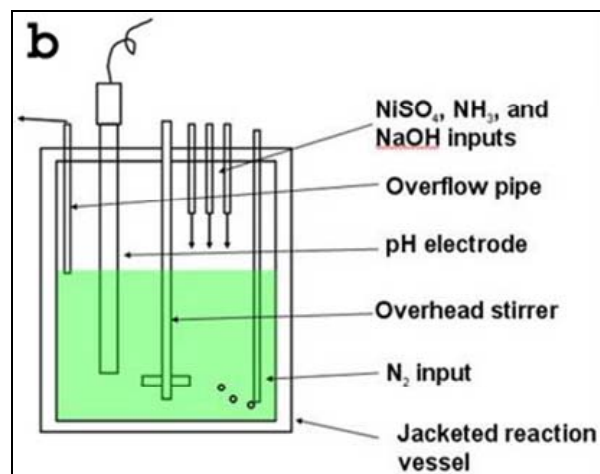 b
NiSO₄, NH₃, and
NaOH inputs
Overflow pipe
pH electrode
Overhead stirrer
N₂ input
Jacketed reaction
vessel